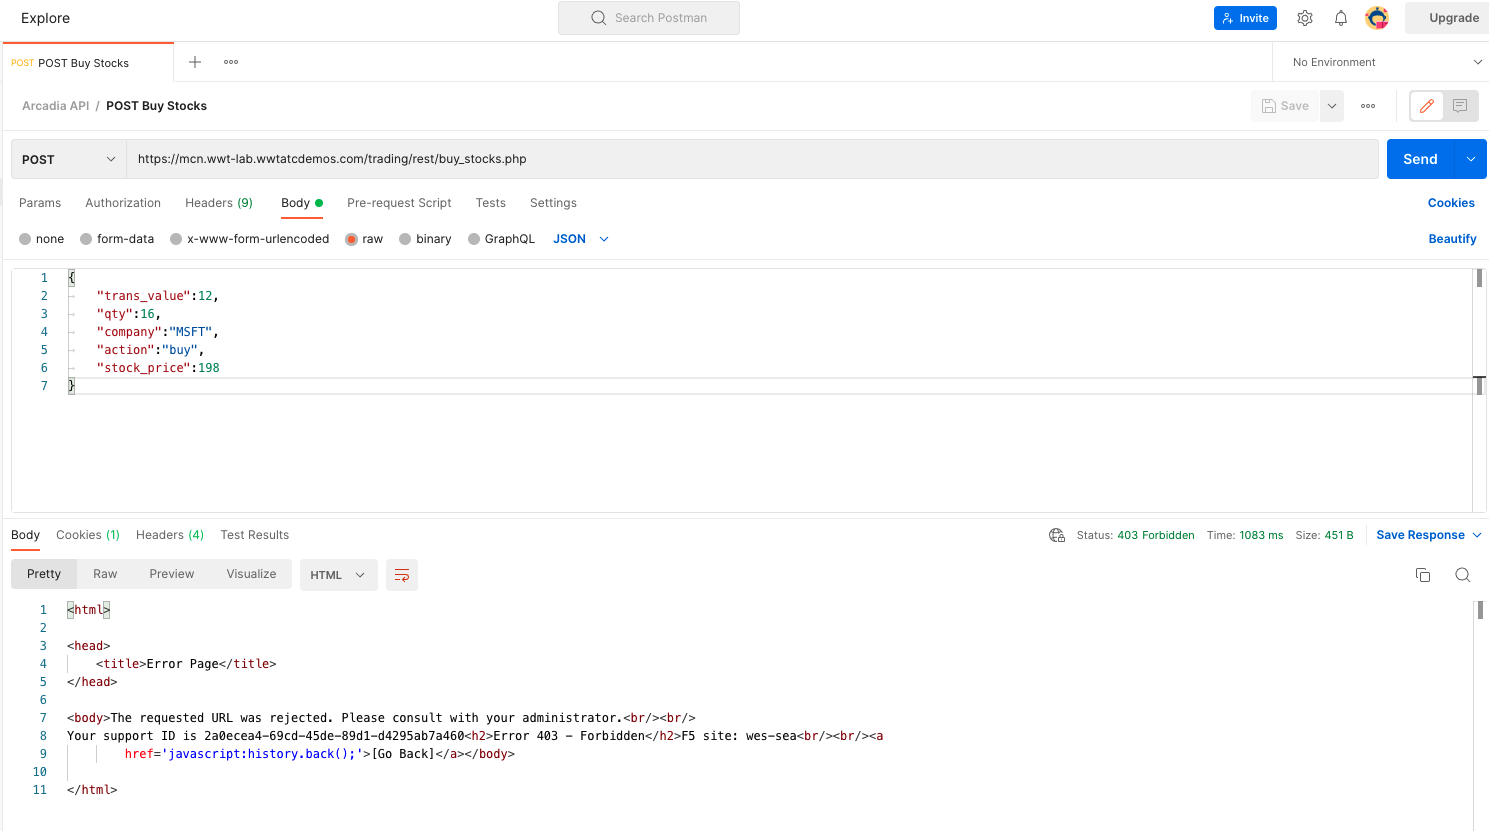 Explore
Search Postman
Invite
Upgrade
POST POST Buy Stocks
No Environment
Arcadia API / POST Buy Stocks
Save
POST
https://mcn.wwt-lab.wwtatcdemos.com/trading/rest/buy_stocks.php
Send
Params Authorization Headers (9) Body Pre-request Script Tests Settings
Cookies
none form-data x-www-form-urlencoded raw binary GraphQL JSON
Beautify
1 {
2 "trans_value":12,
3 "qty":16,
4 "company":"MSFT",
5 "action":"buy",
6 "stock_price":198
7 }
Body Cookies (1) Headers (4) Test Results
Status: 403 Forbidden Time: 1083 ms Size: 451 B Save Response
Pretty Raw Preview Visualize HTML
1 <html>
2
3 <head>
4 <title>Error Page</title>
5 </head>
6
7 <body>The requested URL was rejected. Please consult with your administrator.<br/><br/>
8 Your support ID is 2a0ecea4-69cd-45de-89d1-d4295ab7a460<h2>Error 403 - Forbidden</h2>F5 site: wes-sea<br/><br/><a
9 href='javascript:history.back();'>[Go Back]</a></body>
10
11 </html>